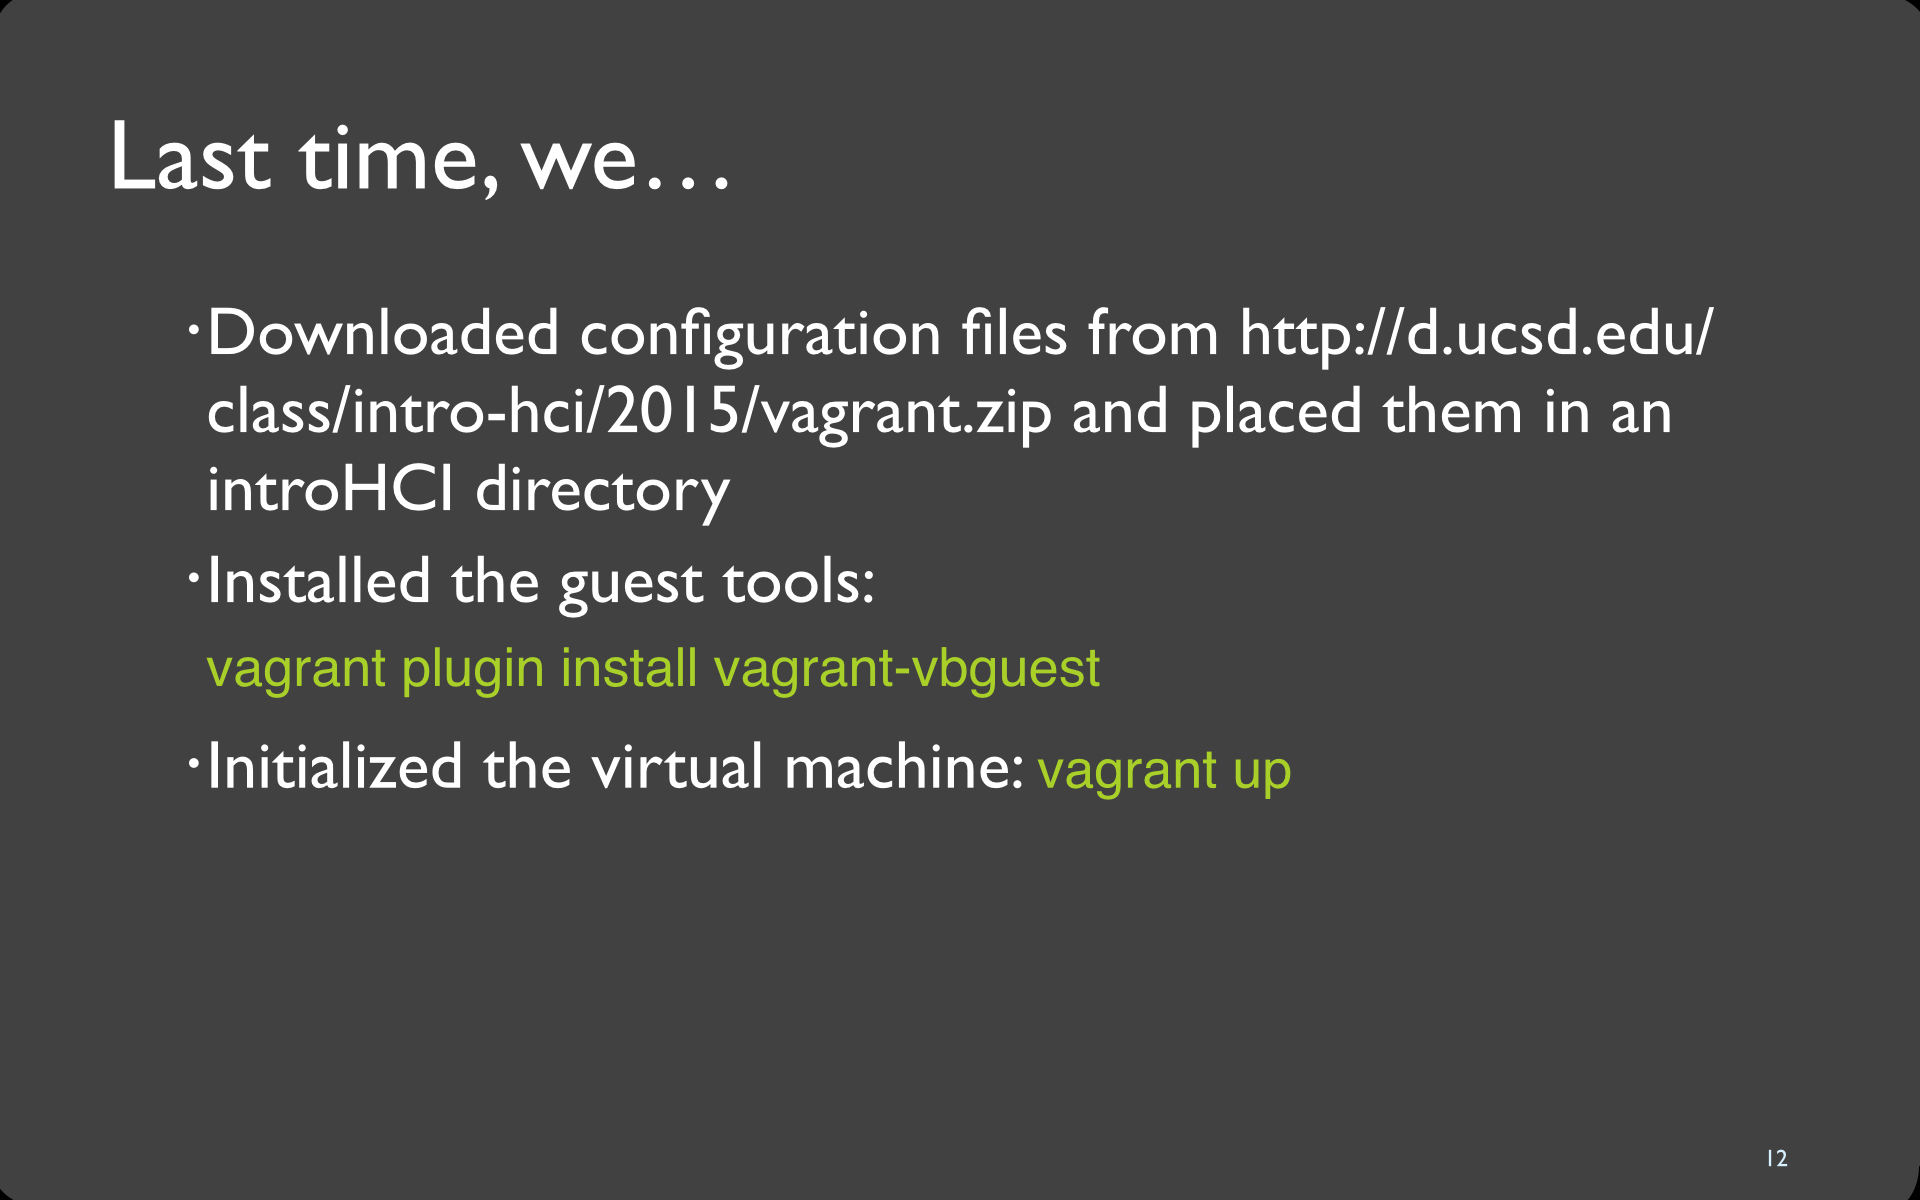 Last time, we…
·Downloaded configuration files from http://d.ucsd.edu/
class/intro-hci/2015/vagrant.zip and placed them in an
introHCI directory
·Installed the guest tools:
vagrant plugin install vagrant-vbguest
·Initialized the virtual machine: vagrant up
12